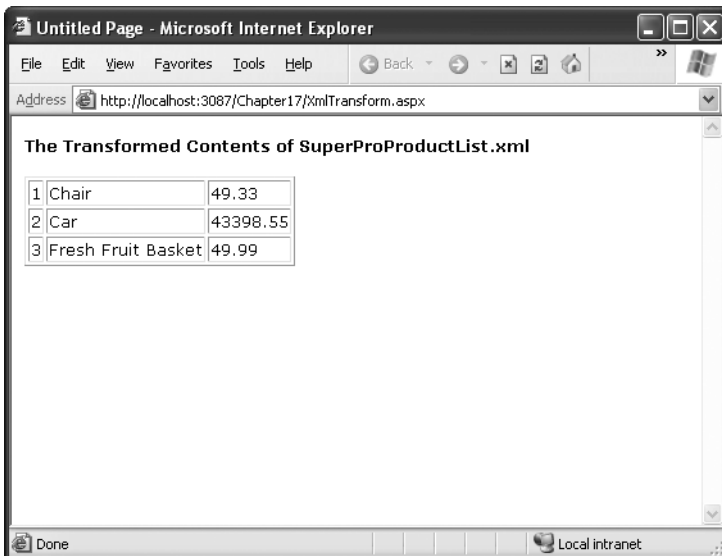 Untitled Page - Microsoft Internet Explorer
File Edit View Favorites Tools Help Back »
Address http://localhost:3087/Chapter17/XmlTransform.aspx
The Transformed Contents of SuperProProductList.xml
1 Chair 49.33
2 Car 43398.55
3 Fresh Fruit Basket 49.99
Done Local intranet